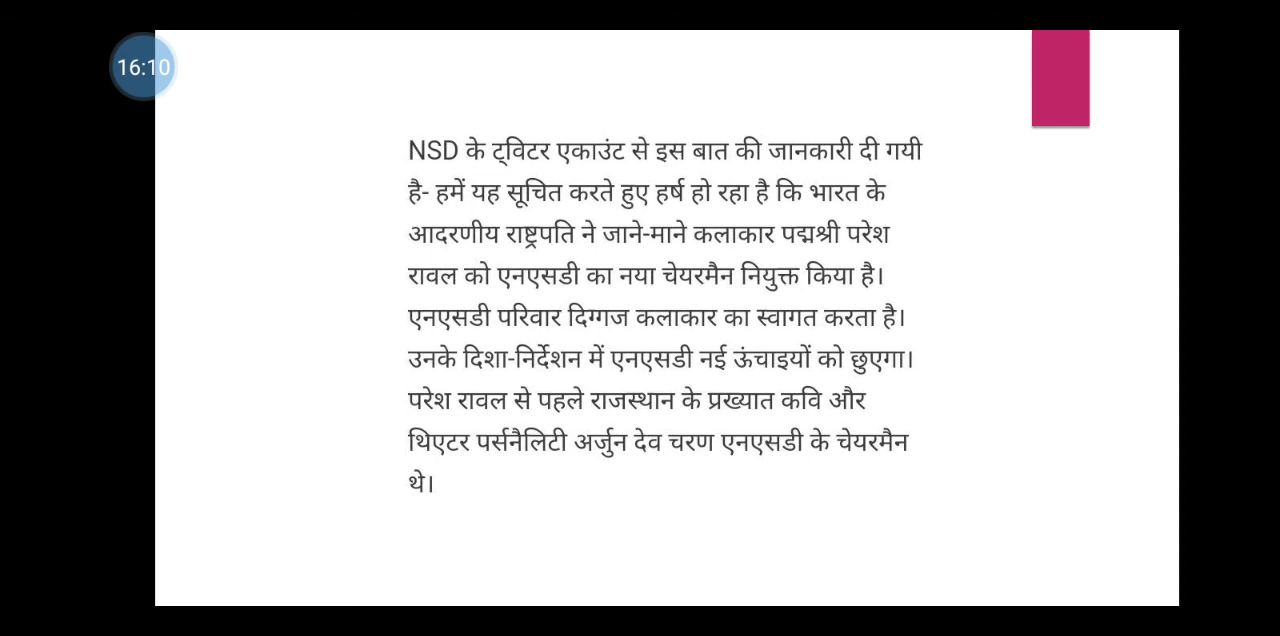 16:10
NSD के ट्विटर एकाउंट से इस बात की जानकारी दी गयी
है- हमें यह सूचित करते हुए हर्ष हो रहा है कि भारत के
आदरणीय राष्ट्रपति ने जाने-माने कलाकार पद्मश्री परेश
रावल को एनएसडी का नया चेयरमैन नियुक्त किया है।
एनएसडी परिवार दिग्गज कलाकार का स्वागत करता है।
उनके दिशा-निर्देशन में एनएसडी नई ऊंचाइयों को छुएगा।
परेश रावल से पहले राजस्थान के प्रख्यात कवि और
थिएटर पर्सनैलिटी अर्जुन देव चरण एनएसडी के चेयरमैन
थे।